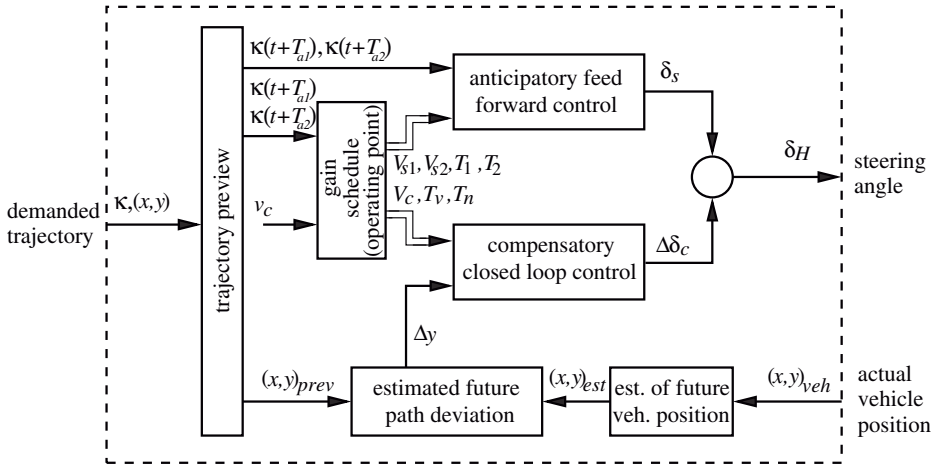 κ(t+Ta1),κ(t+Ta2)
κ(t+Ta1)
κ(t+Ta2)
anticipatory feed
forward control
δs
gain
schedule
(operating point)
Vs1,Vs2,T1,T2
Vc,Tv,Tn
δH
steering
angle
demanded
trajectory
κ,(x,y)
trajectory preview
vc
compensatory
closed loop control
Δδc
Δy
(x,y)prev
estimated future
path deviation
(x,y)est
est. of future
veh. position
(x,y)veh
actual
vehicle
position